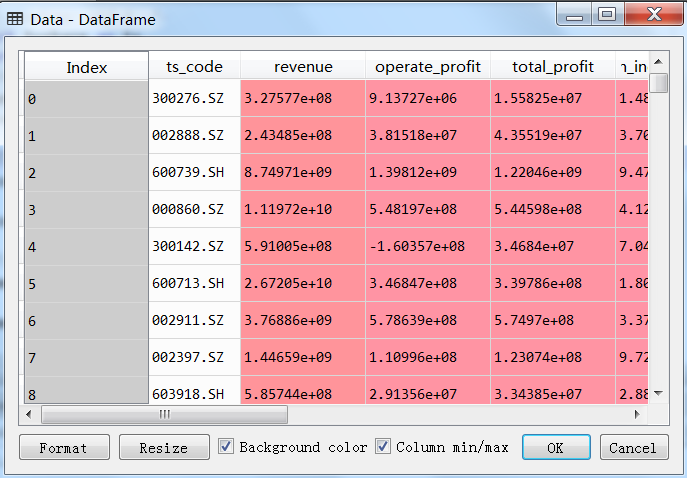 Data - DataFrame
Index ts_code revenue operate_profit total_profit n_in
0 300276.SZ 3.27577e+08 9.13727e+06 1.55825e+07 1.48
1 002888.SZ 2.43485e+08 3.81518e+07 4.35519e+07 3.70
2 600739.SH 8.74971e+09 1.39812e+09 1.22046e+09 9.47
3 000860.SZ 1.11972e+10 5.48197e+08 5.44598e+08 4.12
4 300142.SZ 5.91005e+08 -1.60357e+08 3.4684e+07 7.04
5 600713.SH 2.67205e+10 3.46847e+08 3.39786e+08 1.80
6 002911.SZ 3.76886e+09 5.78639e+08 5.7497e+08 3.37
7 002397.SZ 1.44659e+09 1.10996e+08 1.23074e+08 9.72
8 603918.SH 5.85744e+08 2.91356e+07 3.34385e+07 2.88
Format Resize Background color Column min/max OK Cancel